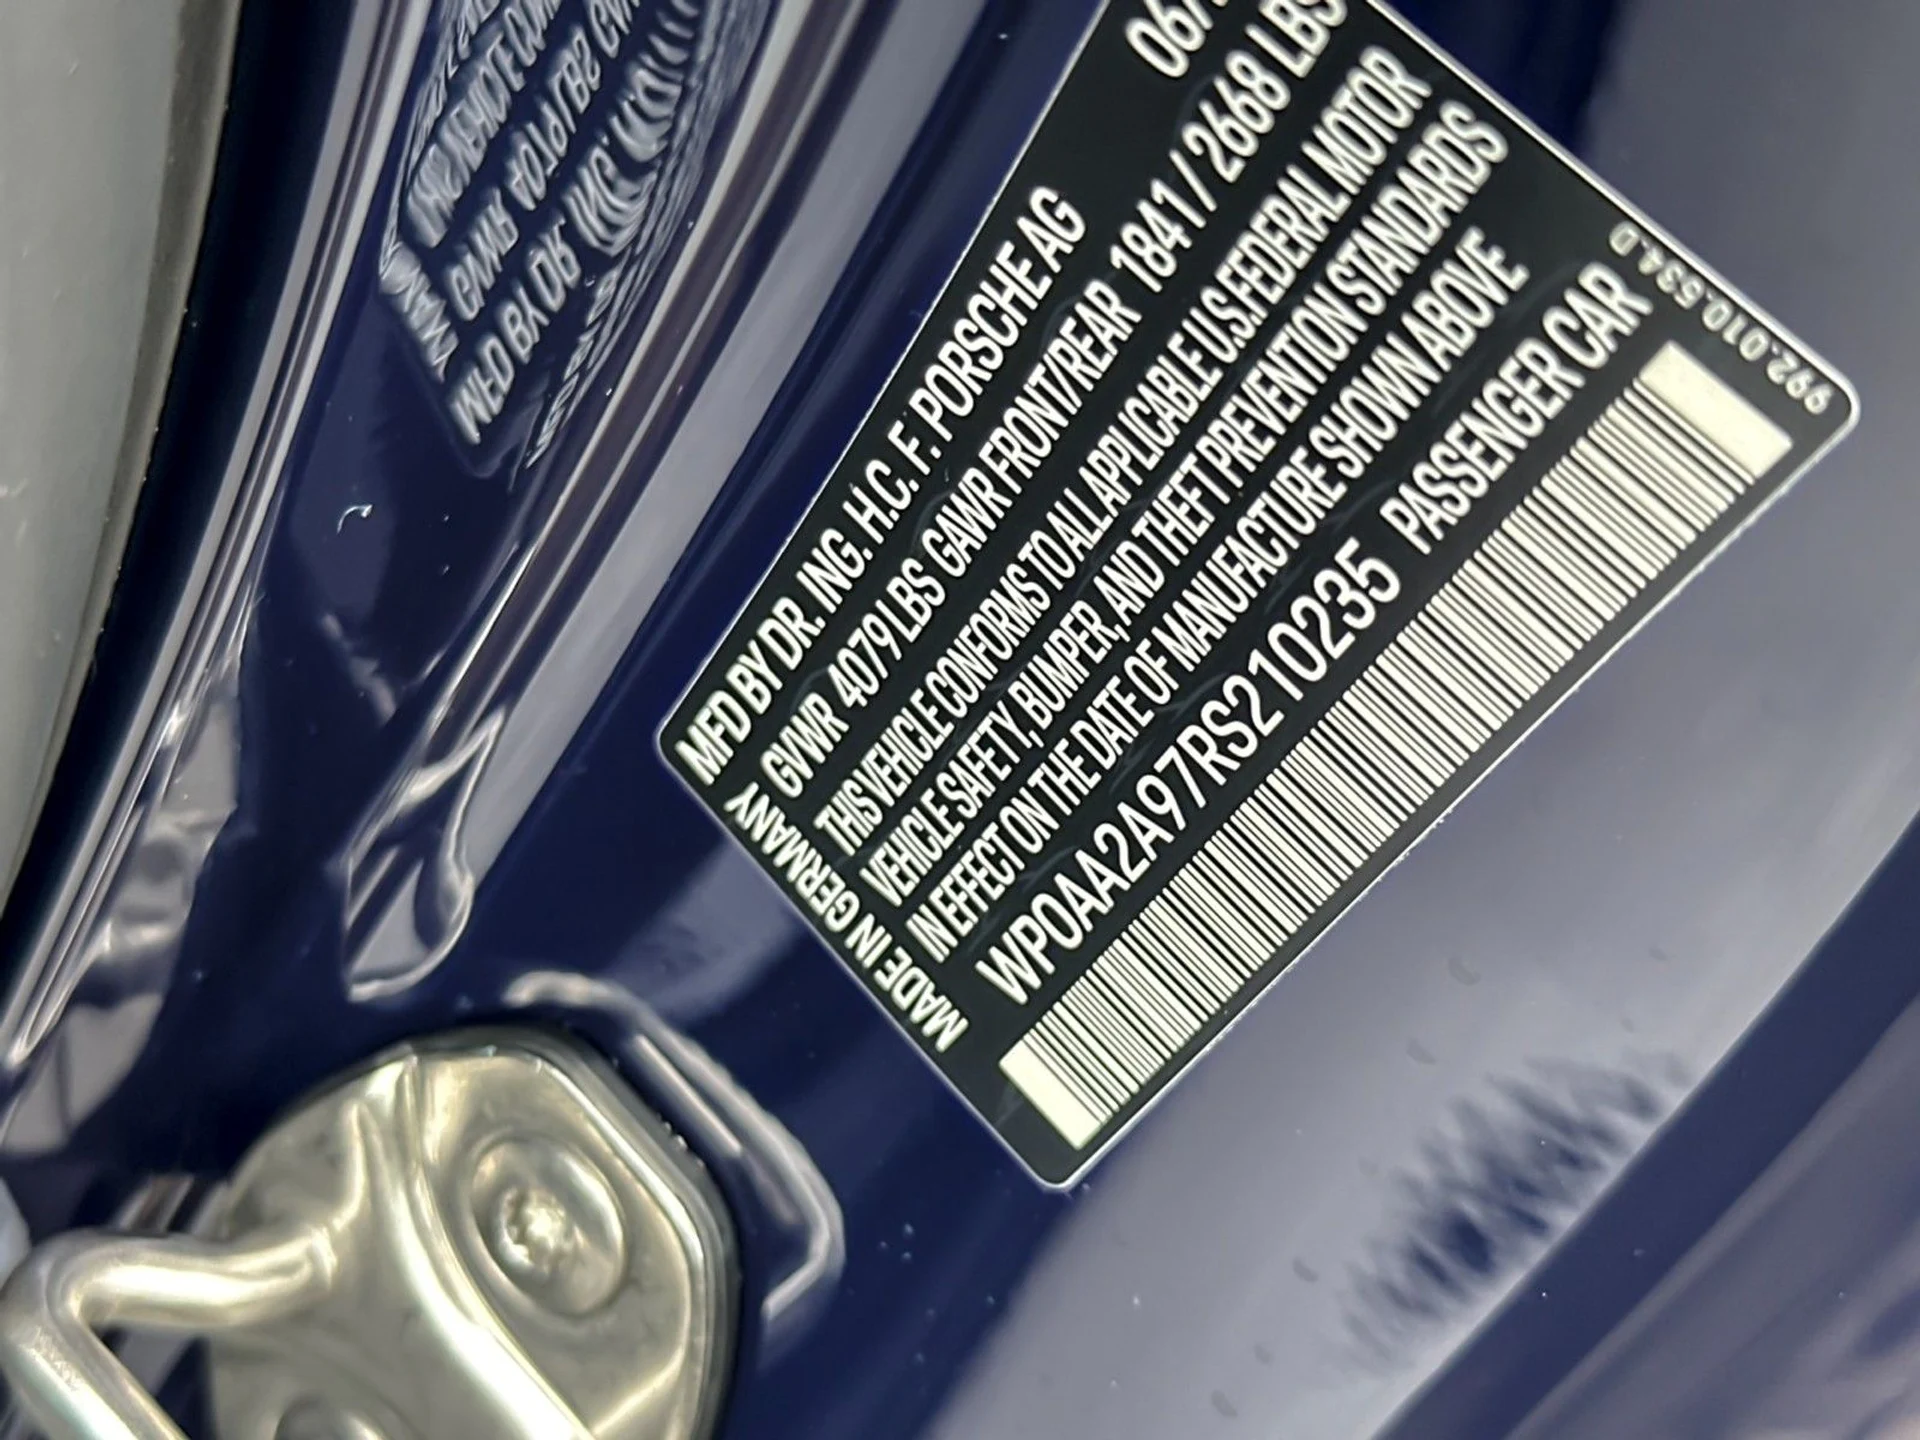 06/
MFD BY DR. ING. H.C. F. PORSCHE AG
GVWR 4079 LBS GAWR FRONT/REAR 1841 / 2668 LBS
THIS VEHICLE CONFORMS TO ALL APPLICABLE U.S. FEDERAL MOTOR
VEHICLE SAFETY, BUMPER, AND THEFT PREVENTION STANDARDS
IN EFFECT ON THE DATE OF MANUFACTURE SHOWN ABOVE
WP0AA2A97RS210235 PASSENGER CAR
MADE IN GERMANY
992.010.534.D